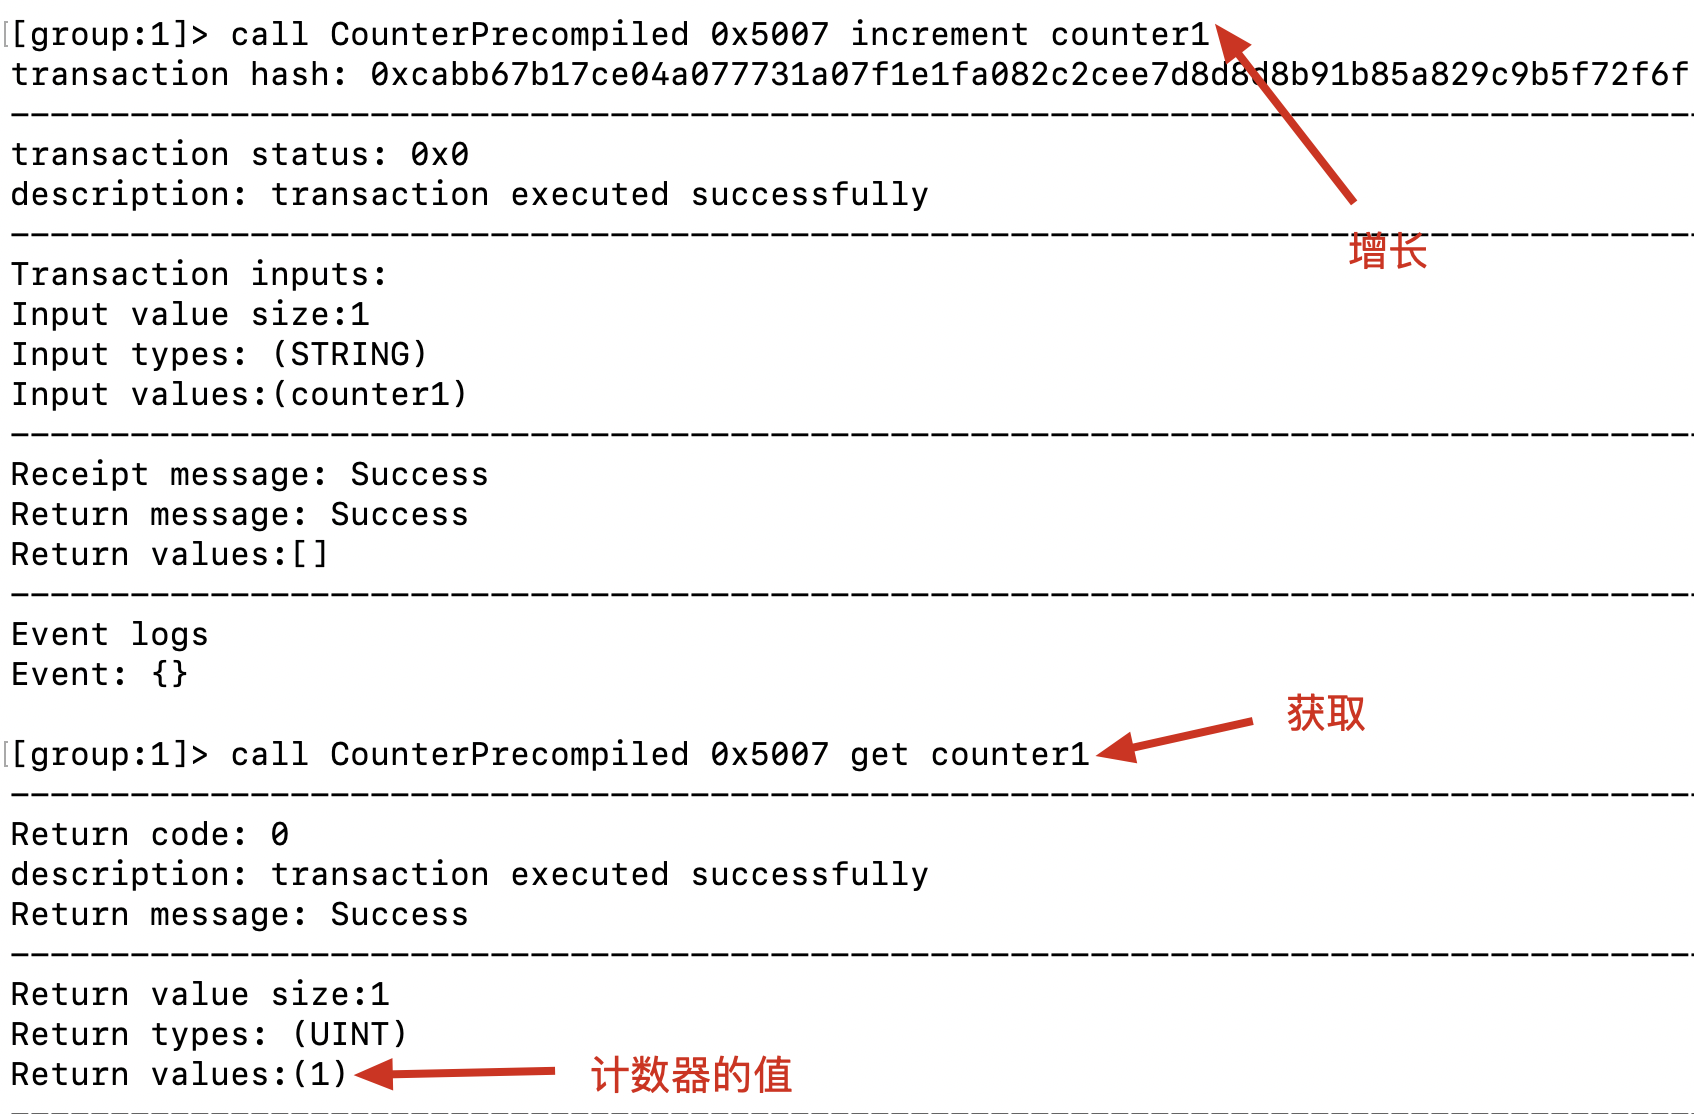 [group:1]> call CounterPrecompiled 0x5007 increment counter1
transaction hash: 0xcabb67b17ce04a077731a07f1e1fa082c2cee7d8d8d8b91b85a829c9b5f72f6f
------------------------------------------------------------------------------------
transaction status: 0x0
description: transaction executed successfully
------------------------------------------------------------------------------------
增长
Transaction inputs:
Input value size:1
Input types: (STRING)
Input values:(counter1)
------------------------------------------------------------------------------------
Receipt message: Success
Return message: Success
Return values:[]
------------------------------------------------------------------------------------
Event logs
Event: {}
获取
[group:1]> call CounterPrecompiled 0x5007 get counter1
------------------------------------------------------------------------------------
Return code: 0
description: transaction executed successfully
Return message: Success
------------------------------------------------------------------------------------
Return value size:1
Return types: (UINT)
Return values:(1)
计数器的值
------------------------------------------------------------------------------------